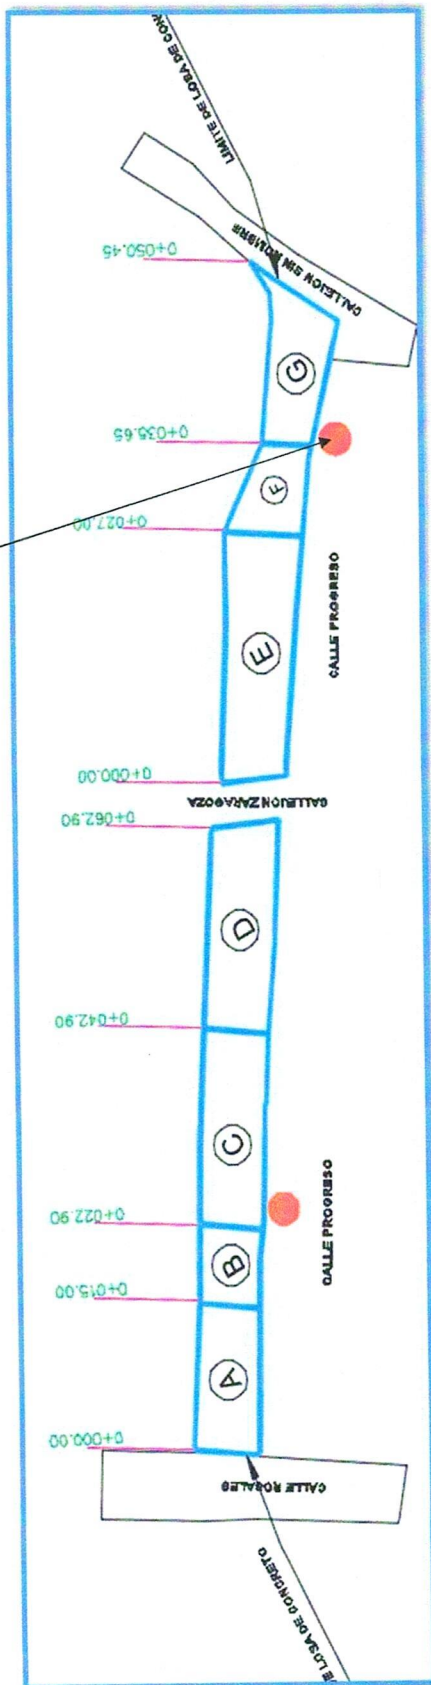 LIMITE DE LOSA DE CON
CALLEJON SIN NOMBRE
0+050.45
G
0+035.65
F
0+027.00
E
CALLE PROGRESO
0+000.00
CALLEJON ZARAGOZA
0+062.90
D
0+042.90
C
0+022.90
CALLE PROGRESO
B
0+015.00
A
0+000.00
CALLE ROSALES
E LOSA DE CONCRETO